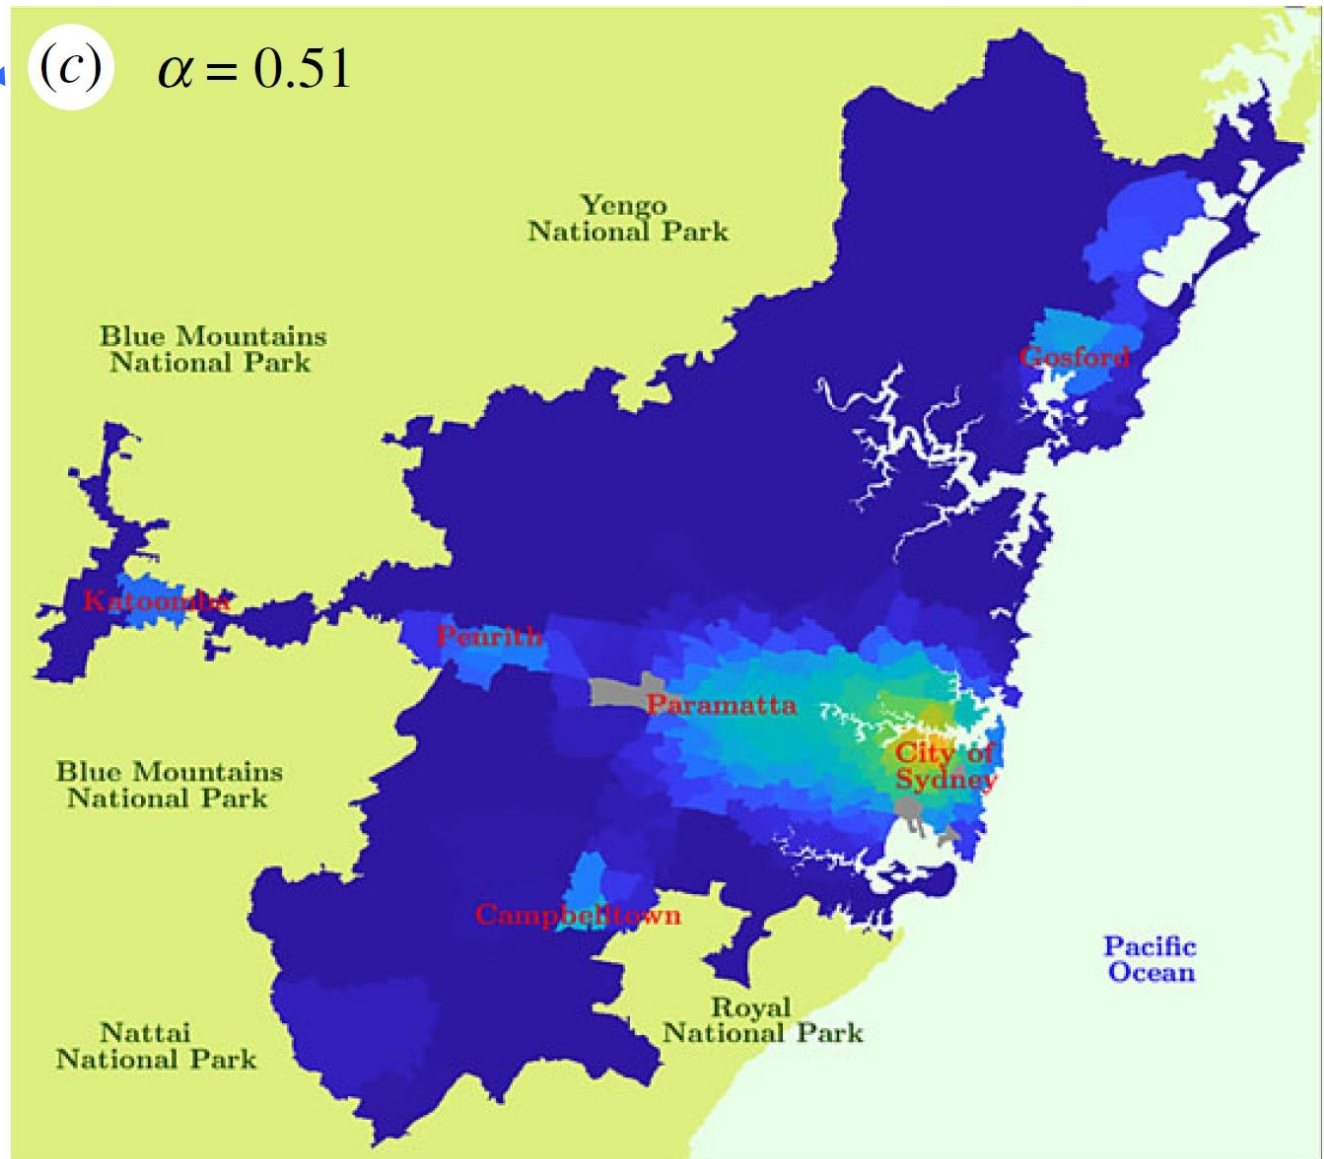 (c) α = 0.51
Yengo
National Park
Blue Mountains
National Park
Gosford
Katoomba
Penrith
Paramatta
City of
Sydney
Blue Mountains
National Park
Campbelltown
Pacific
Ocean
Royal
National Park
Nattai
National Park